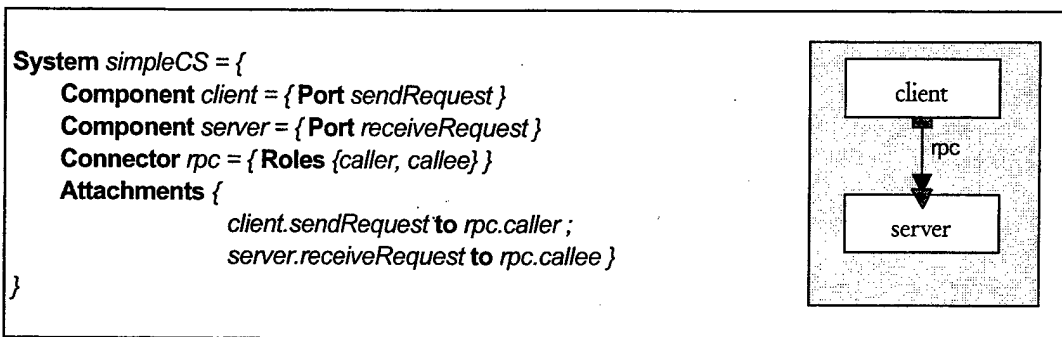 System simpleCS = {
Component client = { Port sendRequest }
Component server = { Port receiveRequest }
Connector rpc = { Roles {caller, callee} }
Attachments {
client.sendRequest to rpc.caller ;
server.receiveRequest to rpc.callee }
}
client
rpc
server